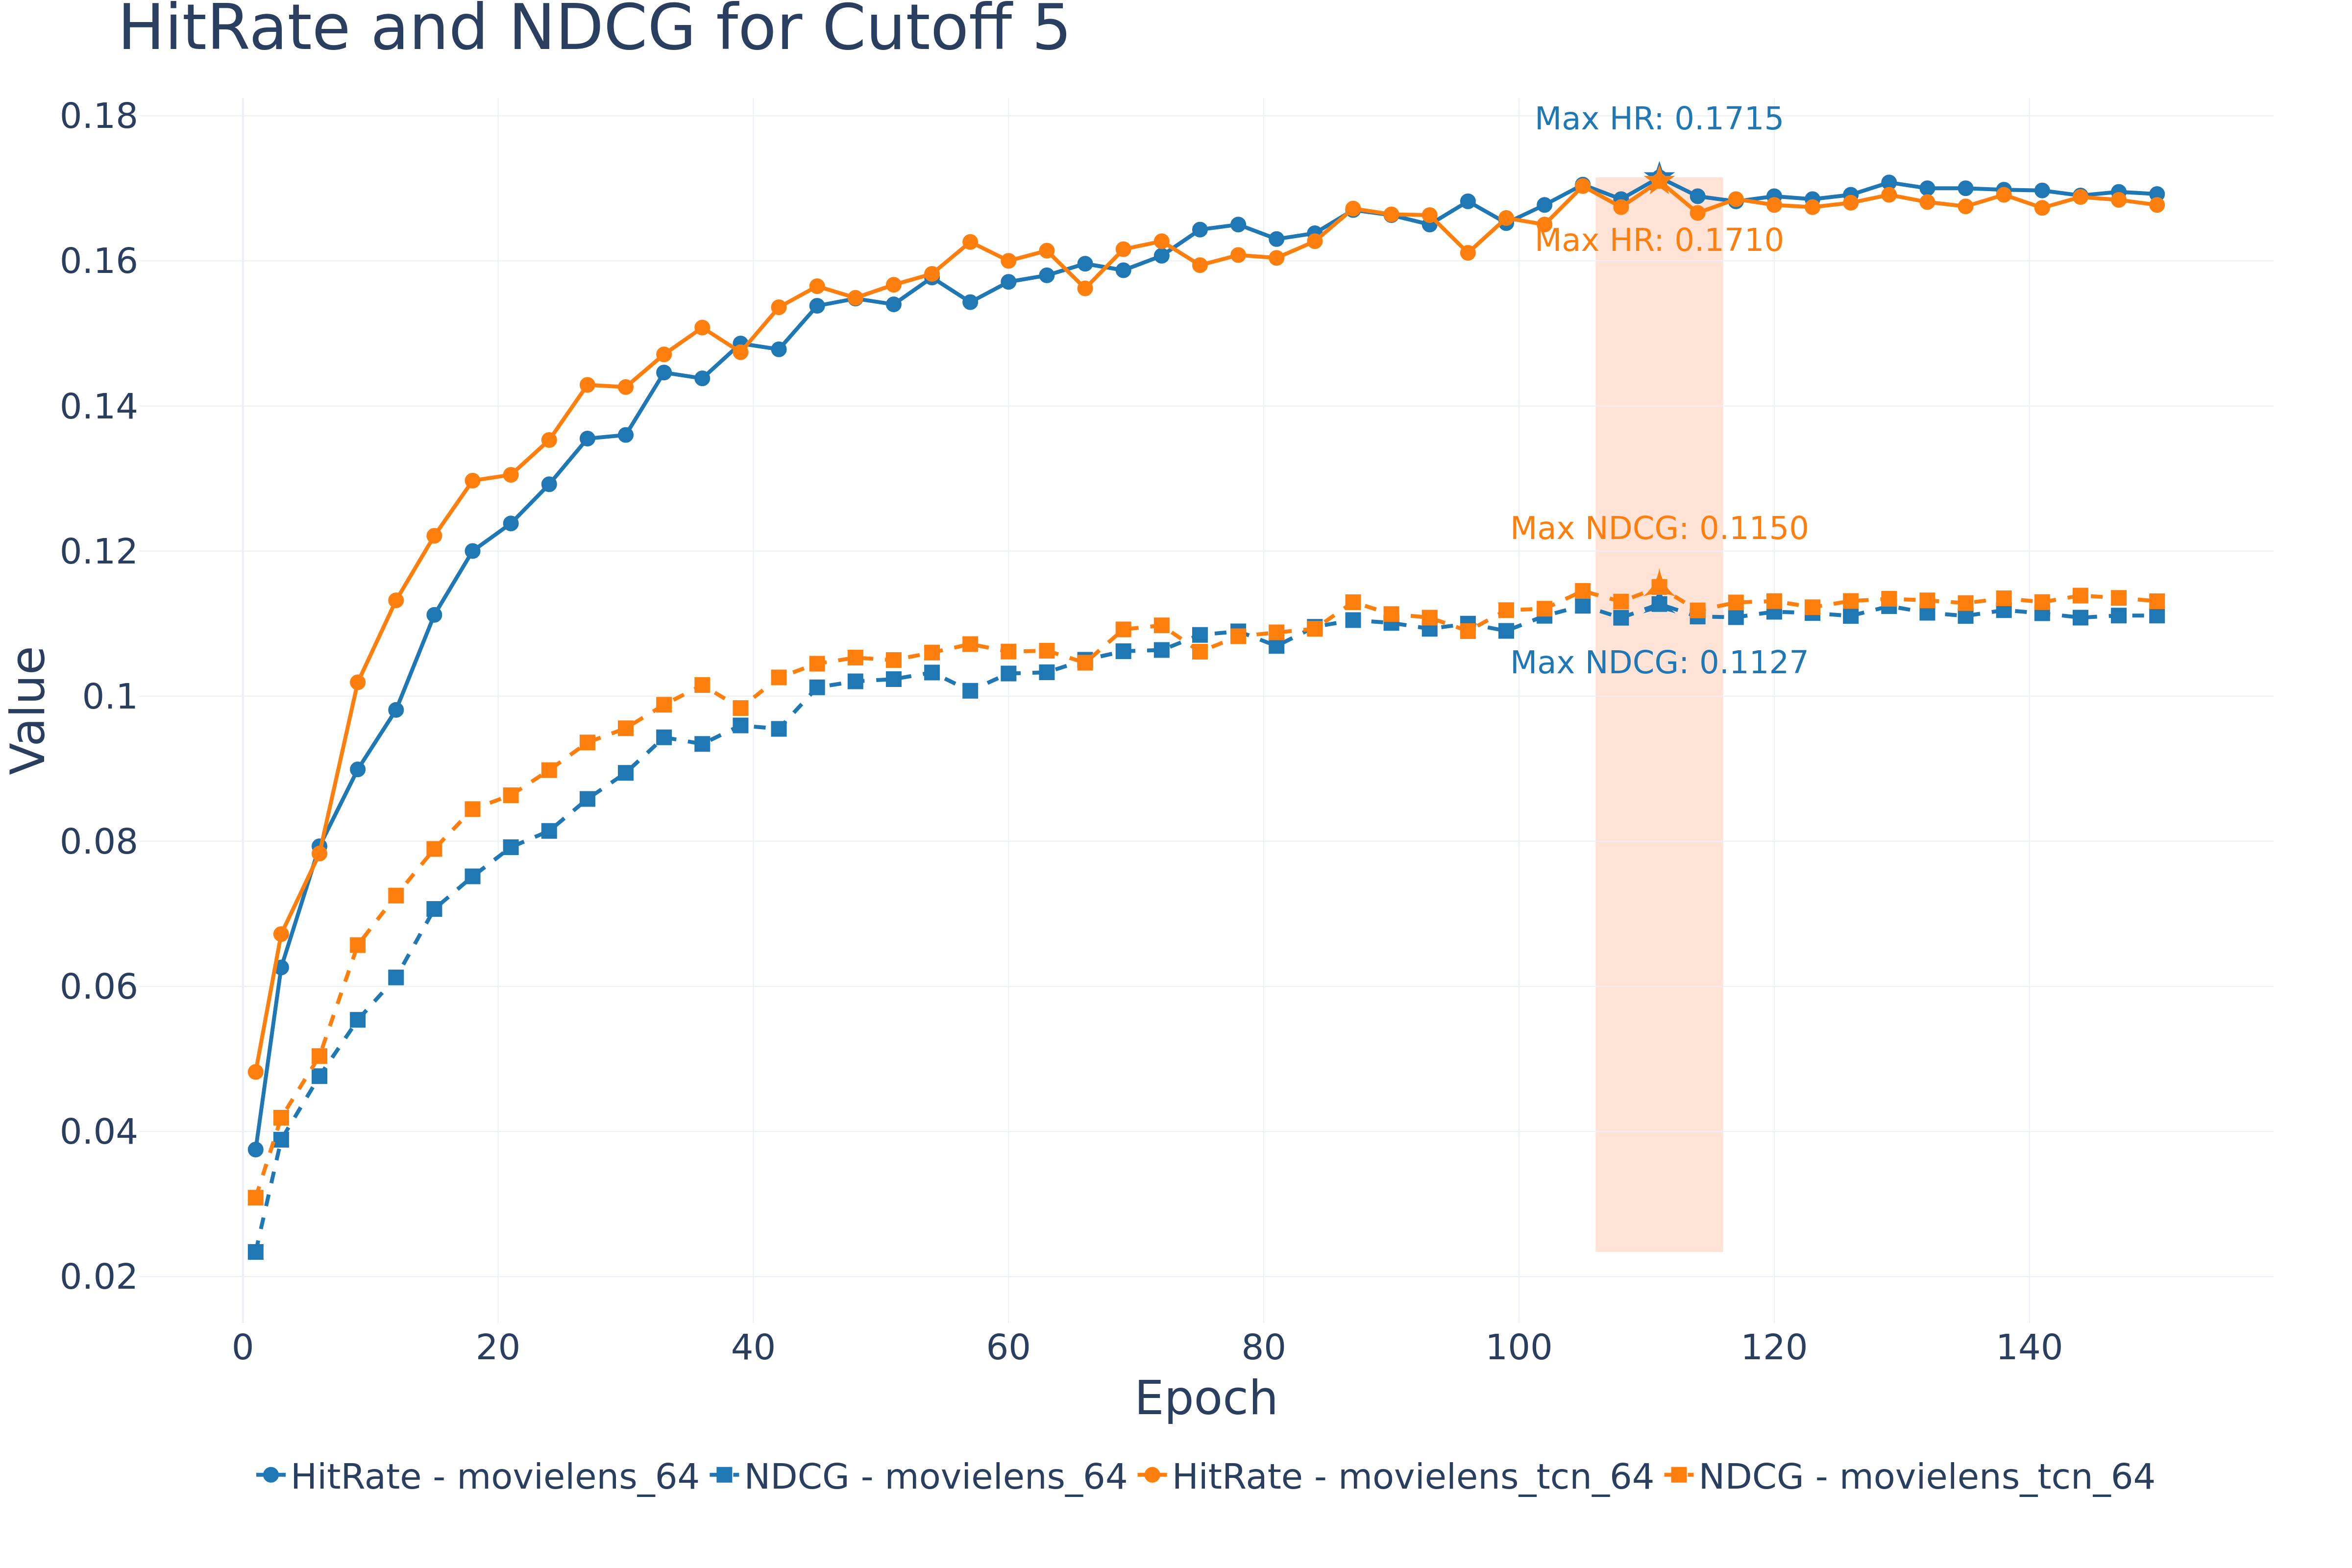 HitRate and NDCG for Cutoff 5
Max HR: 0.1715
Max HR: 0.1710
Max NDCG: 0.1150
Max NDCG: 0.1127
Value
0.18
0.16
0.14
0.12
0.1
0.08
0.06
0.04
0.02
0 20 40 60 80 100 120 140
Epoch
HitRate - movielens_64 NDCG - movielens_64 HitRate - movielens_tcn_64 NDCG - movielens_tcn_64